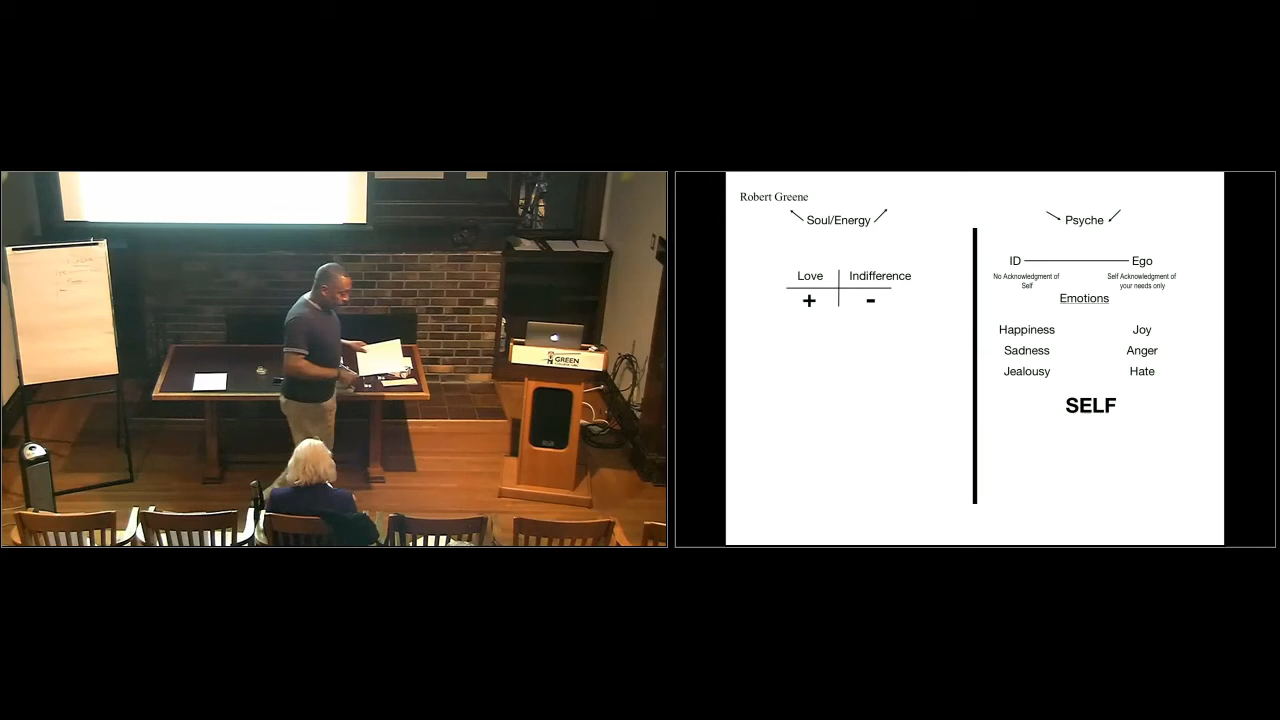 GREEN
Robert Greene
Soul/Energy
Psyche
Love
Indifference
+
-
ID
Ego
No Acknowledgment of
Self
Self Acknowledgment of
your needs only
Emotions
Happiness
Joy
Sadness
Anger
Jealousy
Hate
SELF